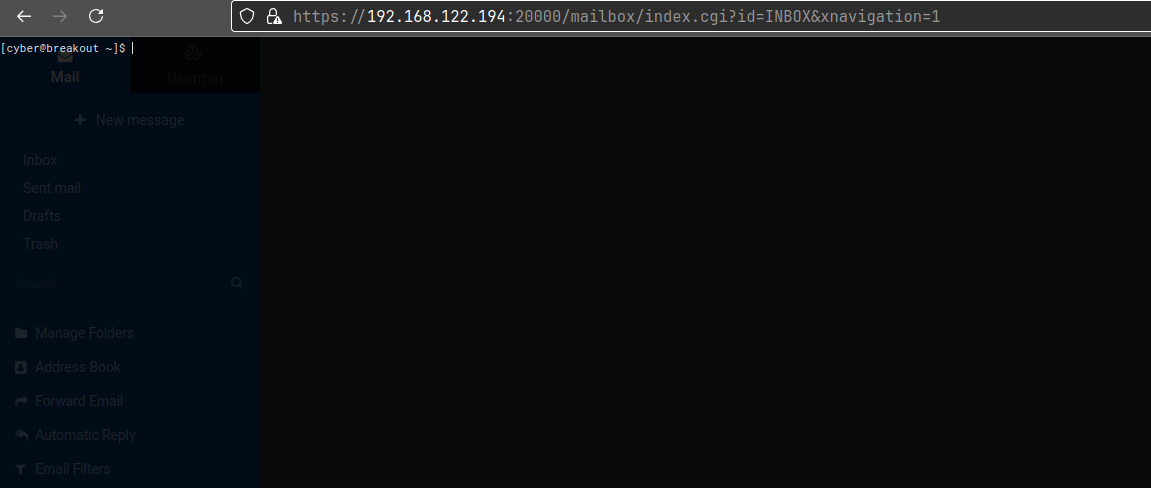 https://192.168.122.194:20000/mailbox/index.cgi?id=INBOX&xnavigation=1
[cyber@breakout ~]$
Mail Usermin
New message
Inbox
Sent mail
Drafts
Trash
Search
Manage Folders
Address Book
Forward Email
Automatic Reply
Email Filters